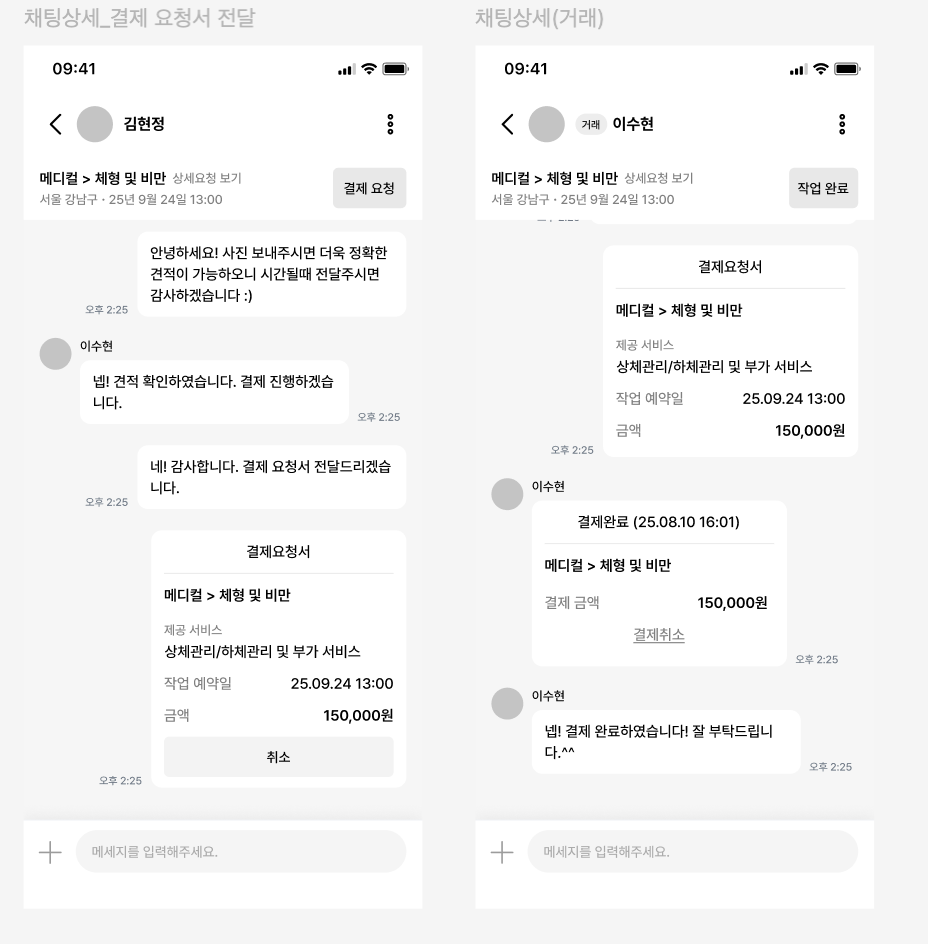 채팅상세_결제 요청서 전달
09:41
김현정
메디컬 > 체형 및 비만 상세요청 보기
서울 강남구 · 25년 9월 24일 13:00
결제 요청
안녕하세요! 사진 보내주시면 더욱 정확한
견적이 가능하오니 시간될때 전달주시면
감사하겠습니다 :)
오후 2:25
이수현
넵! 견적 확인하였습니다. 결제 진행하겠습
니다.
오후 2:25
네! 감사합니다. 결제 요청서 전달드리겠습
니다.
오후 2:25
결제요청서
메디컬 > 체형 및 비만
제공 서비스
상체관리/하체관리 및 부가 서비스
작업 예약일 25.09.24 13:00
금액 150,000원
취소
오후 2:25
메세지를 입력해주세요.
채팅상세(거래)
09:41
거래 이수현
메디컬 > 체형 및 비만 상세요청 보기
서울 강남구 · 25년 9월 24일 13:00
작업 완료
결제요청서
메디컬 > 체형 및 비만
제공 서비스
상체관리/하체관리 및 부가 서비스
작업 예약일 25.09.24 13:00
금액 150,000원
오후 2:25
이수현
결제완료 (25.08.10 16:01)
메디컬 > 체형 및 비만
결제 금액 150,000원
결제취소
오후 2:25
이수현
넵! 결제 완료하였습니다! 잘 부탁드립니
다.^^
오후 2:25
메세지를 입력해주세요.